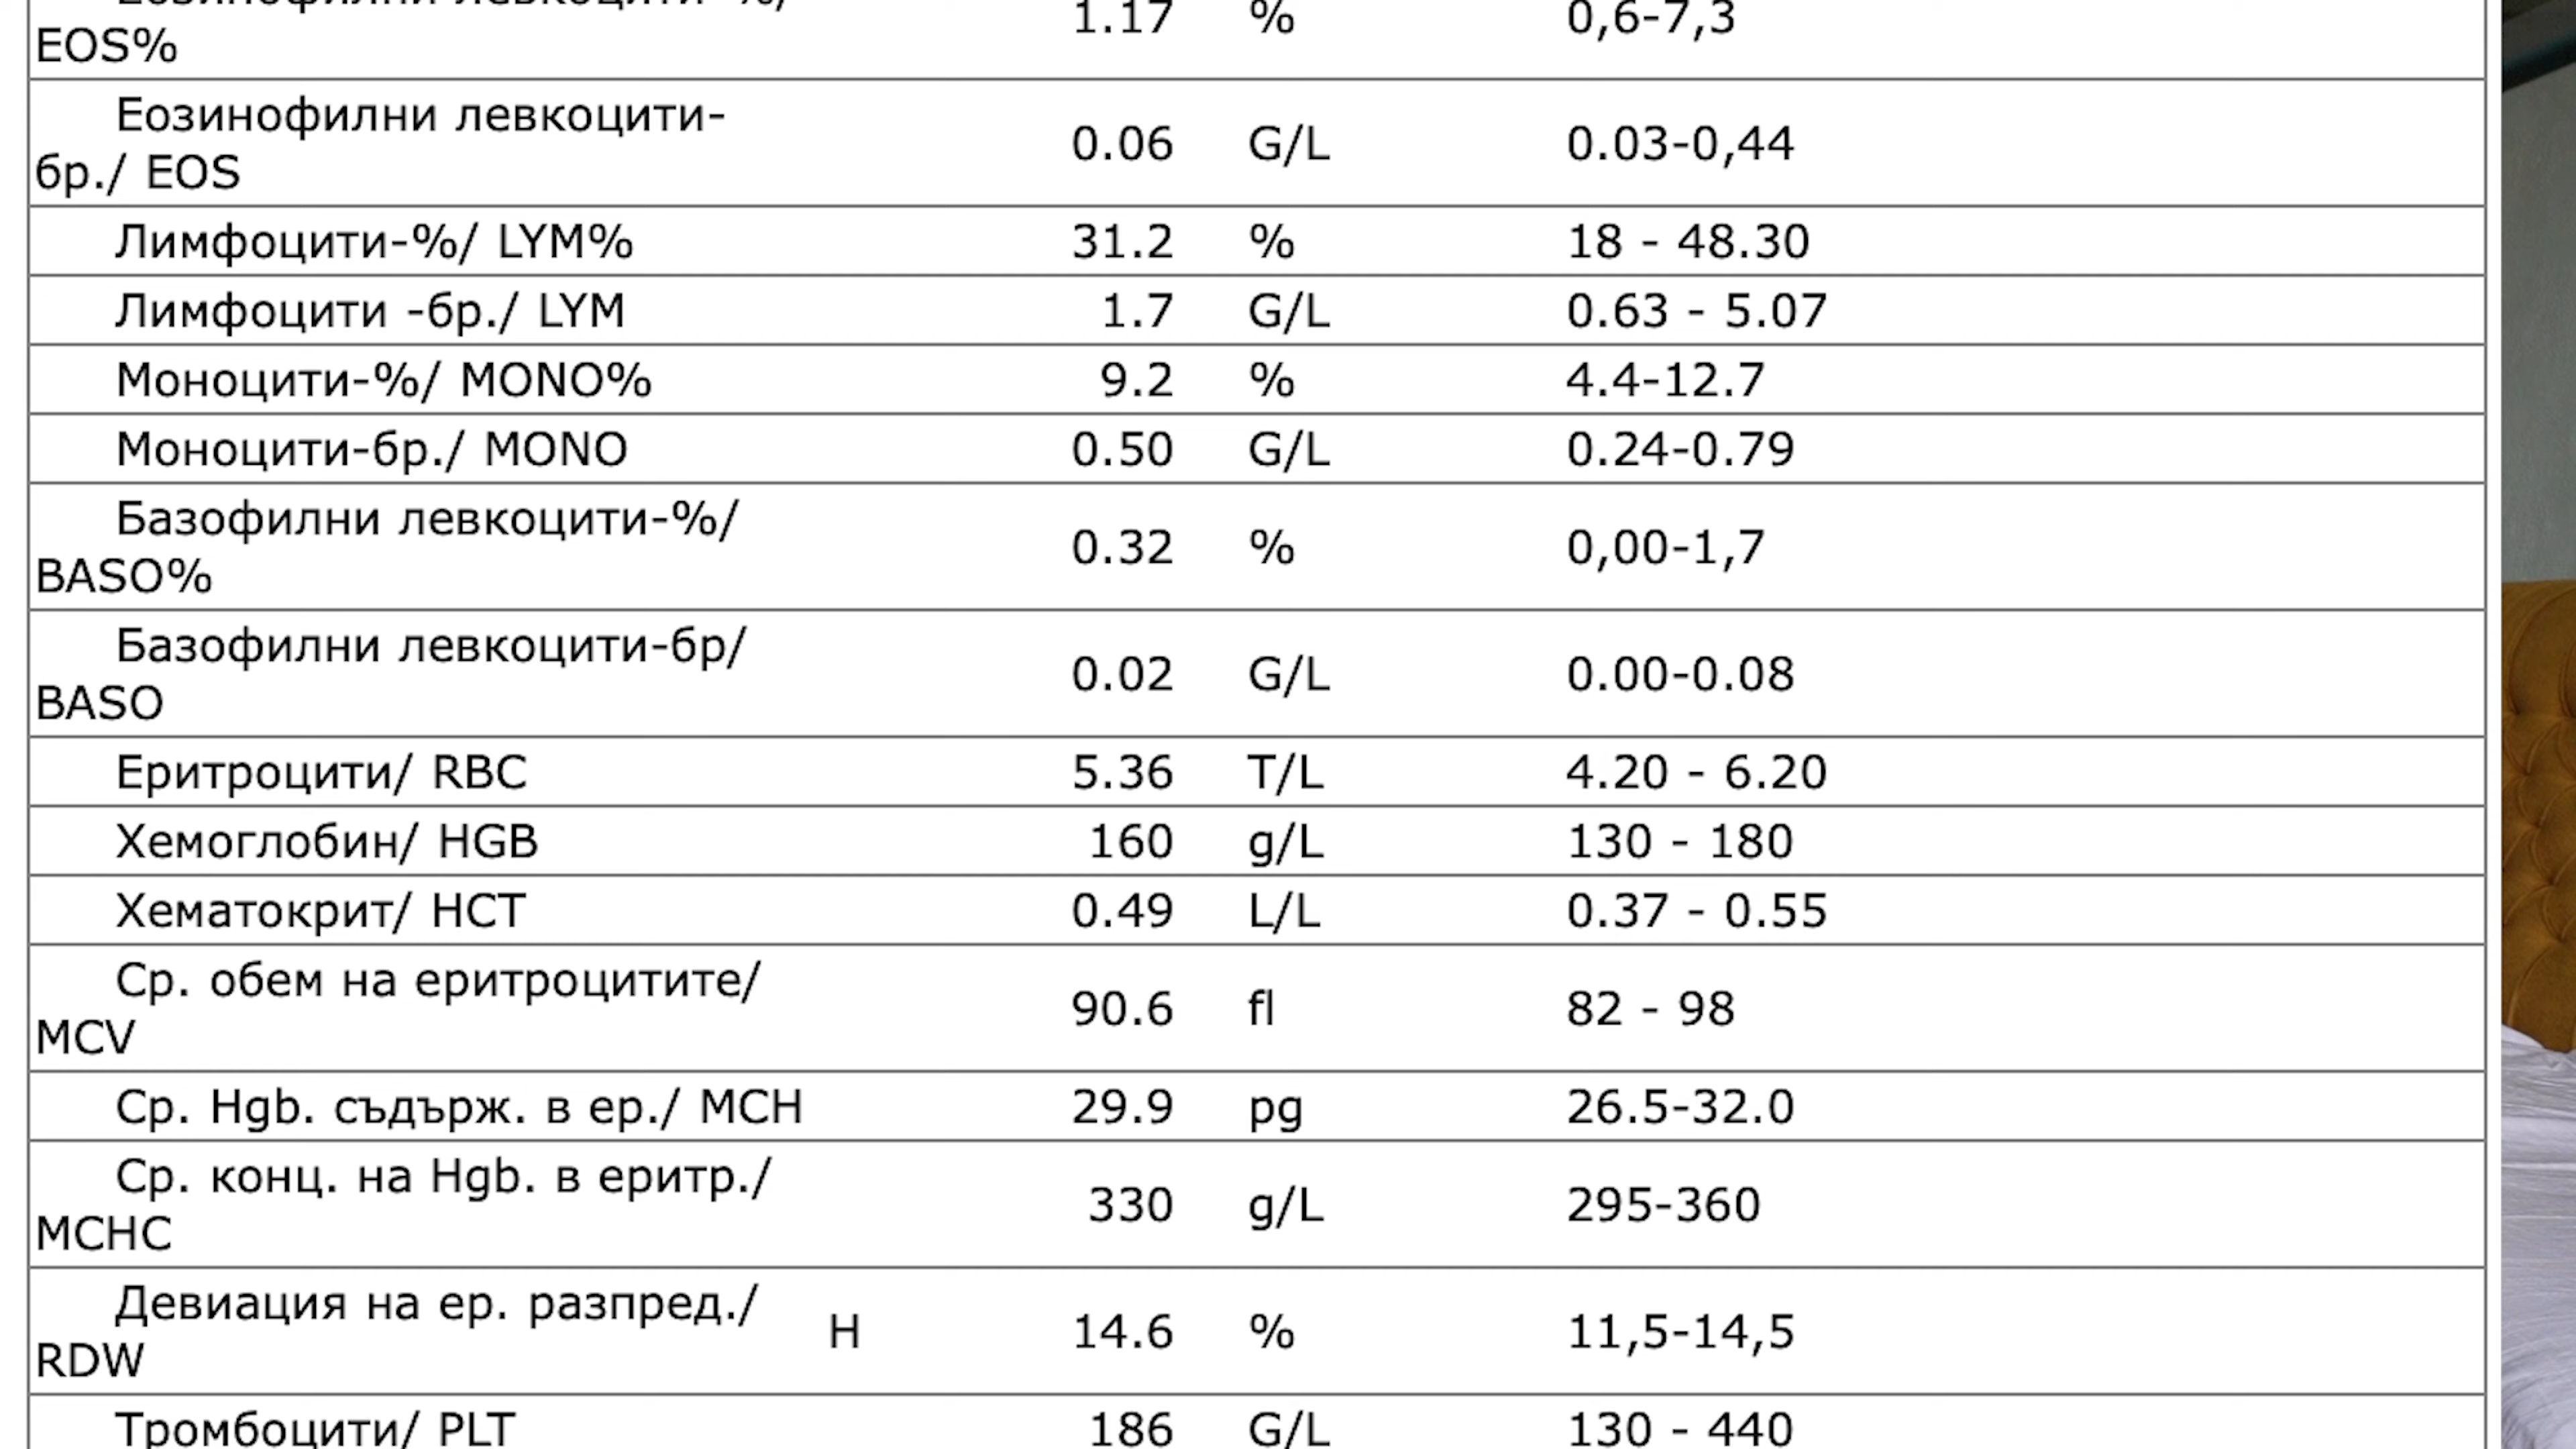 Еозинофилни левкоцити-%/
EOS% 1.17 % 0,6-7,3
Еозинофилни левкоцити-
бр./ EOS 0.06 G/L 0.03-0,44
Лимфоцити-%/ LYM% 31.2 % 18 - 48.30
Лимфоцити -бр./ LYM 1.7 G/L 0.63 - 5.07
Моноцити-%/ MONO% 9.2 % 4.4-12.7
Моноцити-бр./ MONO 0.50 G/L 0.24-0.79
Базофилни левкоцити-%/
BASO% 0.32 % 0,00-1,7
Базофилни левкоцити-бр/
BASO 0.02 G/L 0.00-0.08
Еритроцити/ RBC 5.36 T/L 4.20 - 6.20
Хемоглобин/ HGB 160 g/L 130 - 180
Хематокрит/ HCT 0.49 L/L 0.37 - 0.55
Ср. обем на еритроцитите/
MCV 90.6 fl 82 - 98
Ср. Hgb. съдърж. в ер./ MCH 29.9 pg 26.5-32.0
Ср. конц. на Hgb. в еритр./
MCHC 330 g/L 295-360
Девиация на ер. разпред./
RDW H 14.6 % 11,5-14,5
Тромбоцити/ PLT 186 G/L 130 - 440